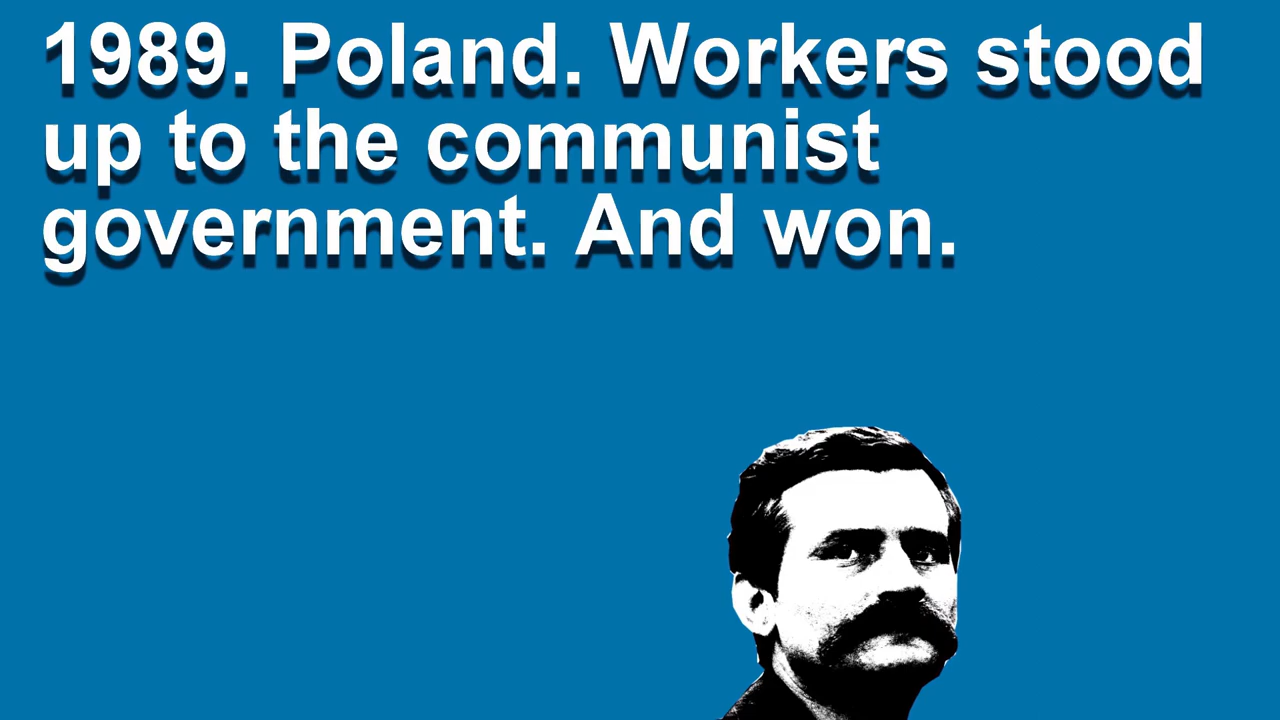 1989. Poland. Workers stood
up to the communist
government. And won.